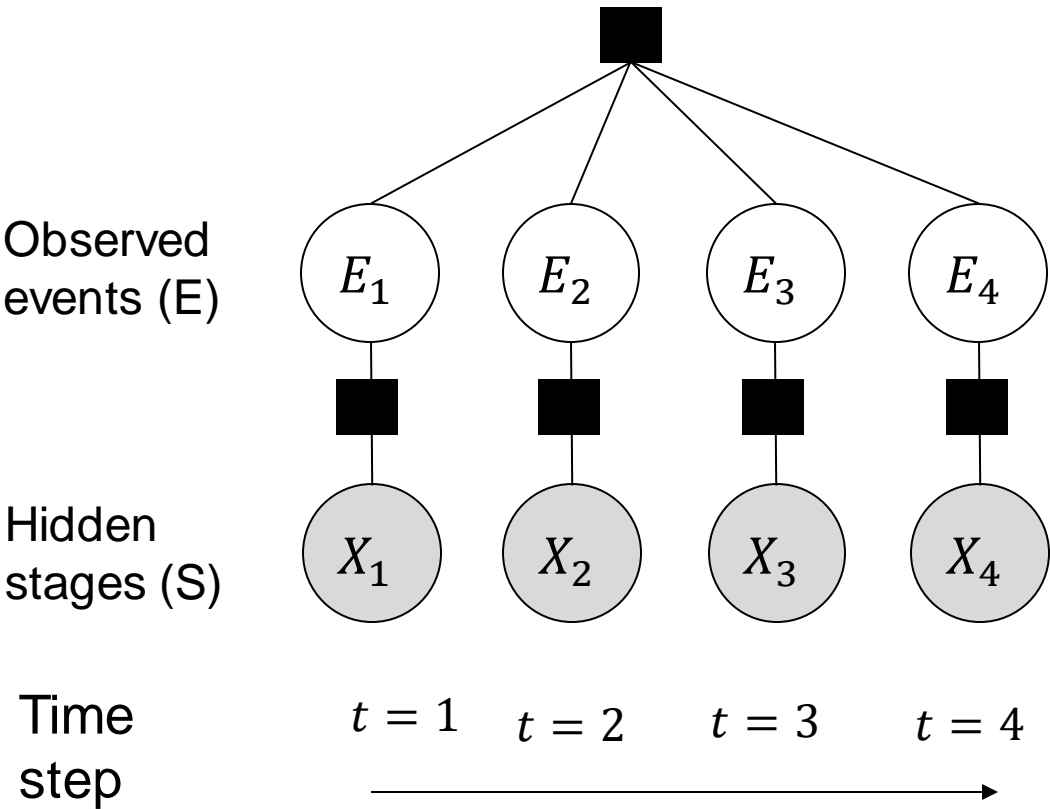 Observed
events (E)
E₁ E₂ E₃ E₄
Hidden
stages (S)
X₁ X₂ X₃ X₄
Time
step
t = 1 t = 2 t = 3 t = 4